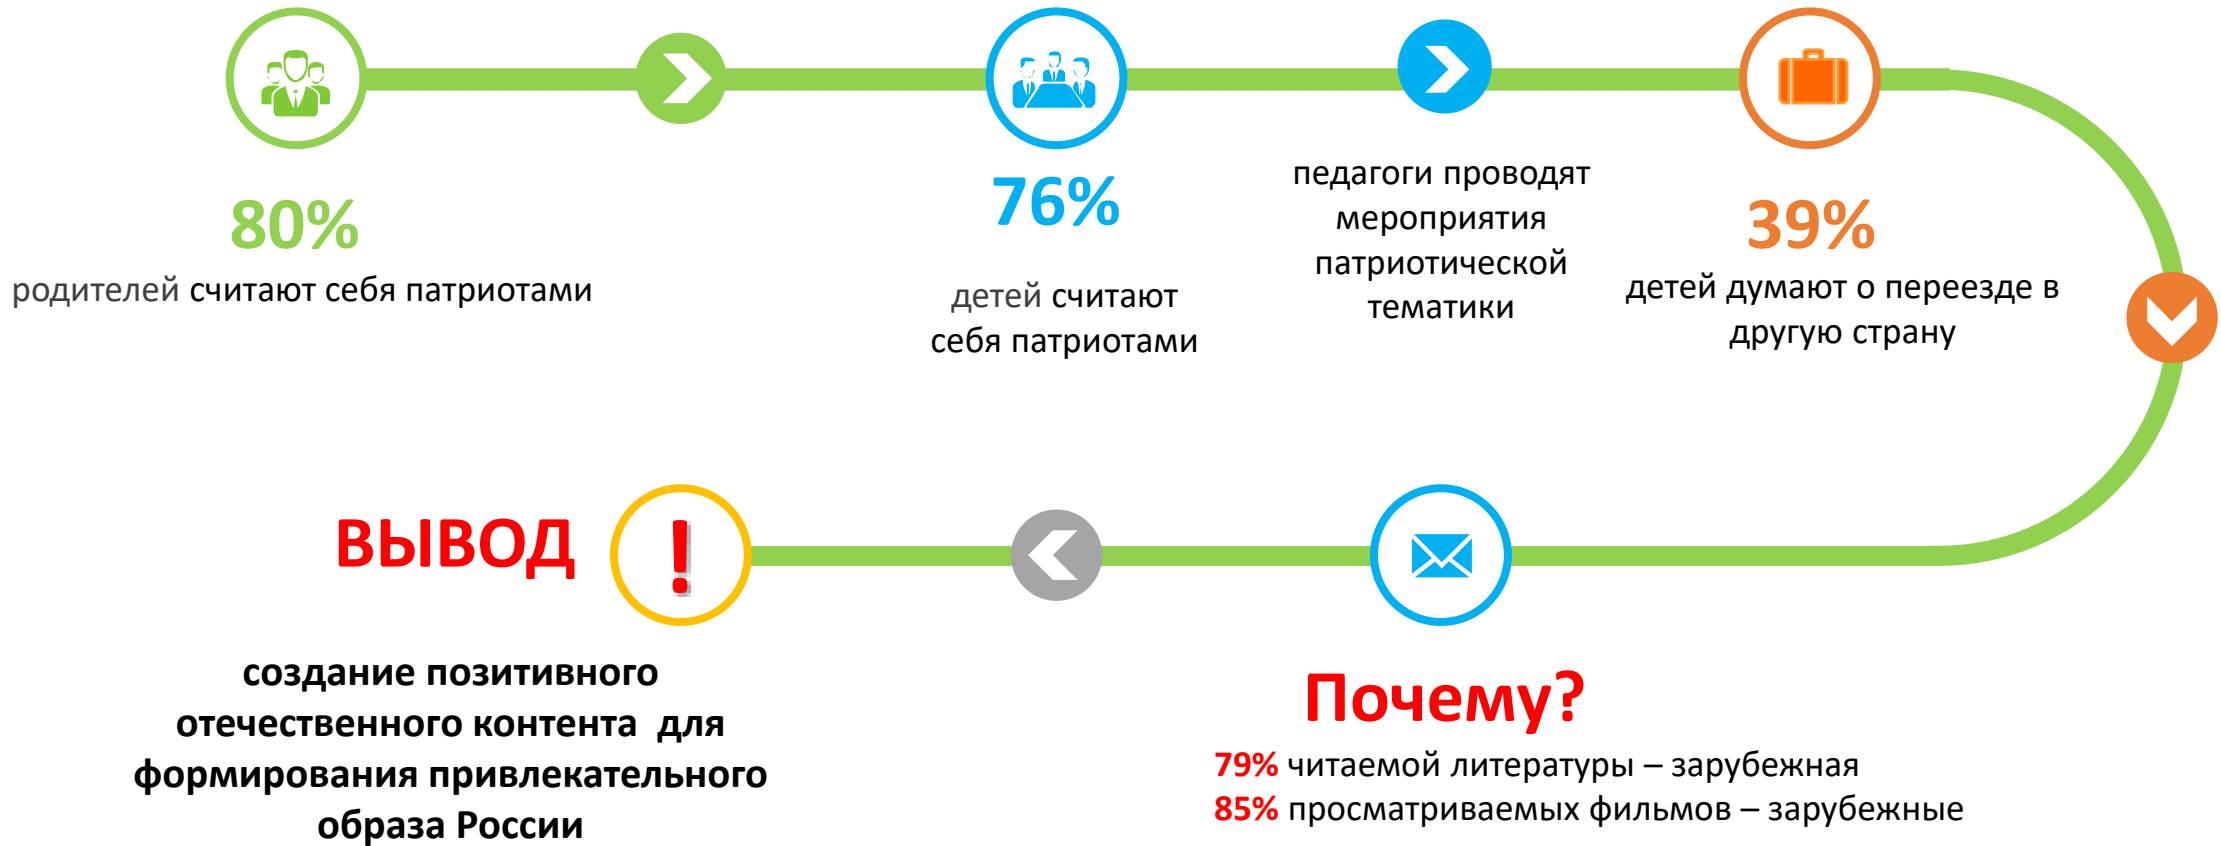 80%
родителей считают себя патриотами
76%
детей считают
себя патриотами
педагоги проводят
мероприятия
патриотической
тематики
39%
детей думают о переезде в
другую страну
Почему?
79% читаемой литературы – зарубежная
85% просматриваемых фильмов – зарубежные
ВЫВОД
!
создание позитивного
отечественного контента для
формирования привлекательного
образа России